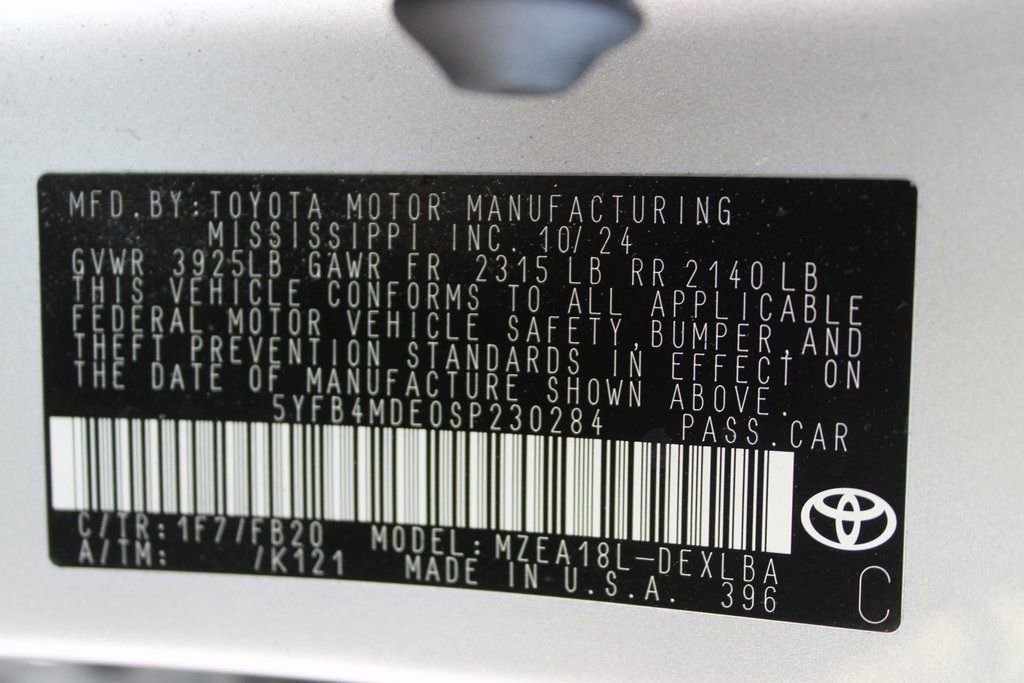 MFD.BY:TOYOTA MOTOR MANUFACTURING
MISSISSIPPI INC. 10/24
GVWR 3925LB GAWR FR 2315 LB RR 2140 LB
THIS VEHICLE CONFORMS TO ALL APPLICABLE
FEDERAL MOTOR VEHICLE SAFETY,BUMPER,AND
THEFT PREVENTION STANDARDS IN EFFECT ON
THE DATE OF MANUFACTURE SHOWN ABOVE.
5YFB4MDE0SP230284 PASS.CAR
C/TR:1F7/FB20 MODEL:MZEA18L-DEXLBA
A/TM: /K121 MADE IN U.S.A. 396
C